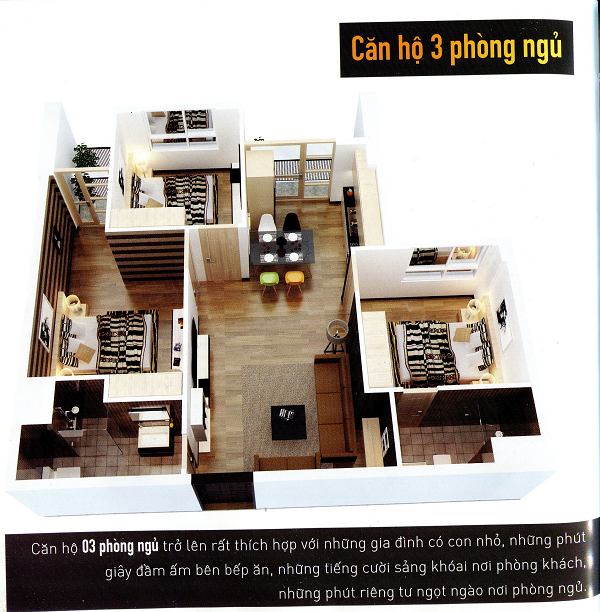 Căn hộ 3 phòng ngủ
Căn hộ 03 phòng ngủ trở lên rất thích hợp với những gia đình có con nhỏ, những phút
giây đầm ấm bên bếp ăn, những tiếng cười sảng khóai nơi phòng khách,
những phút riêng tư ngọt ngào nơi phòng ngủ.